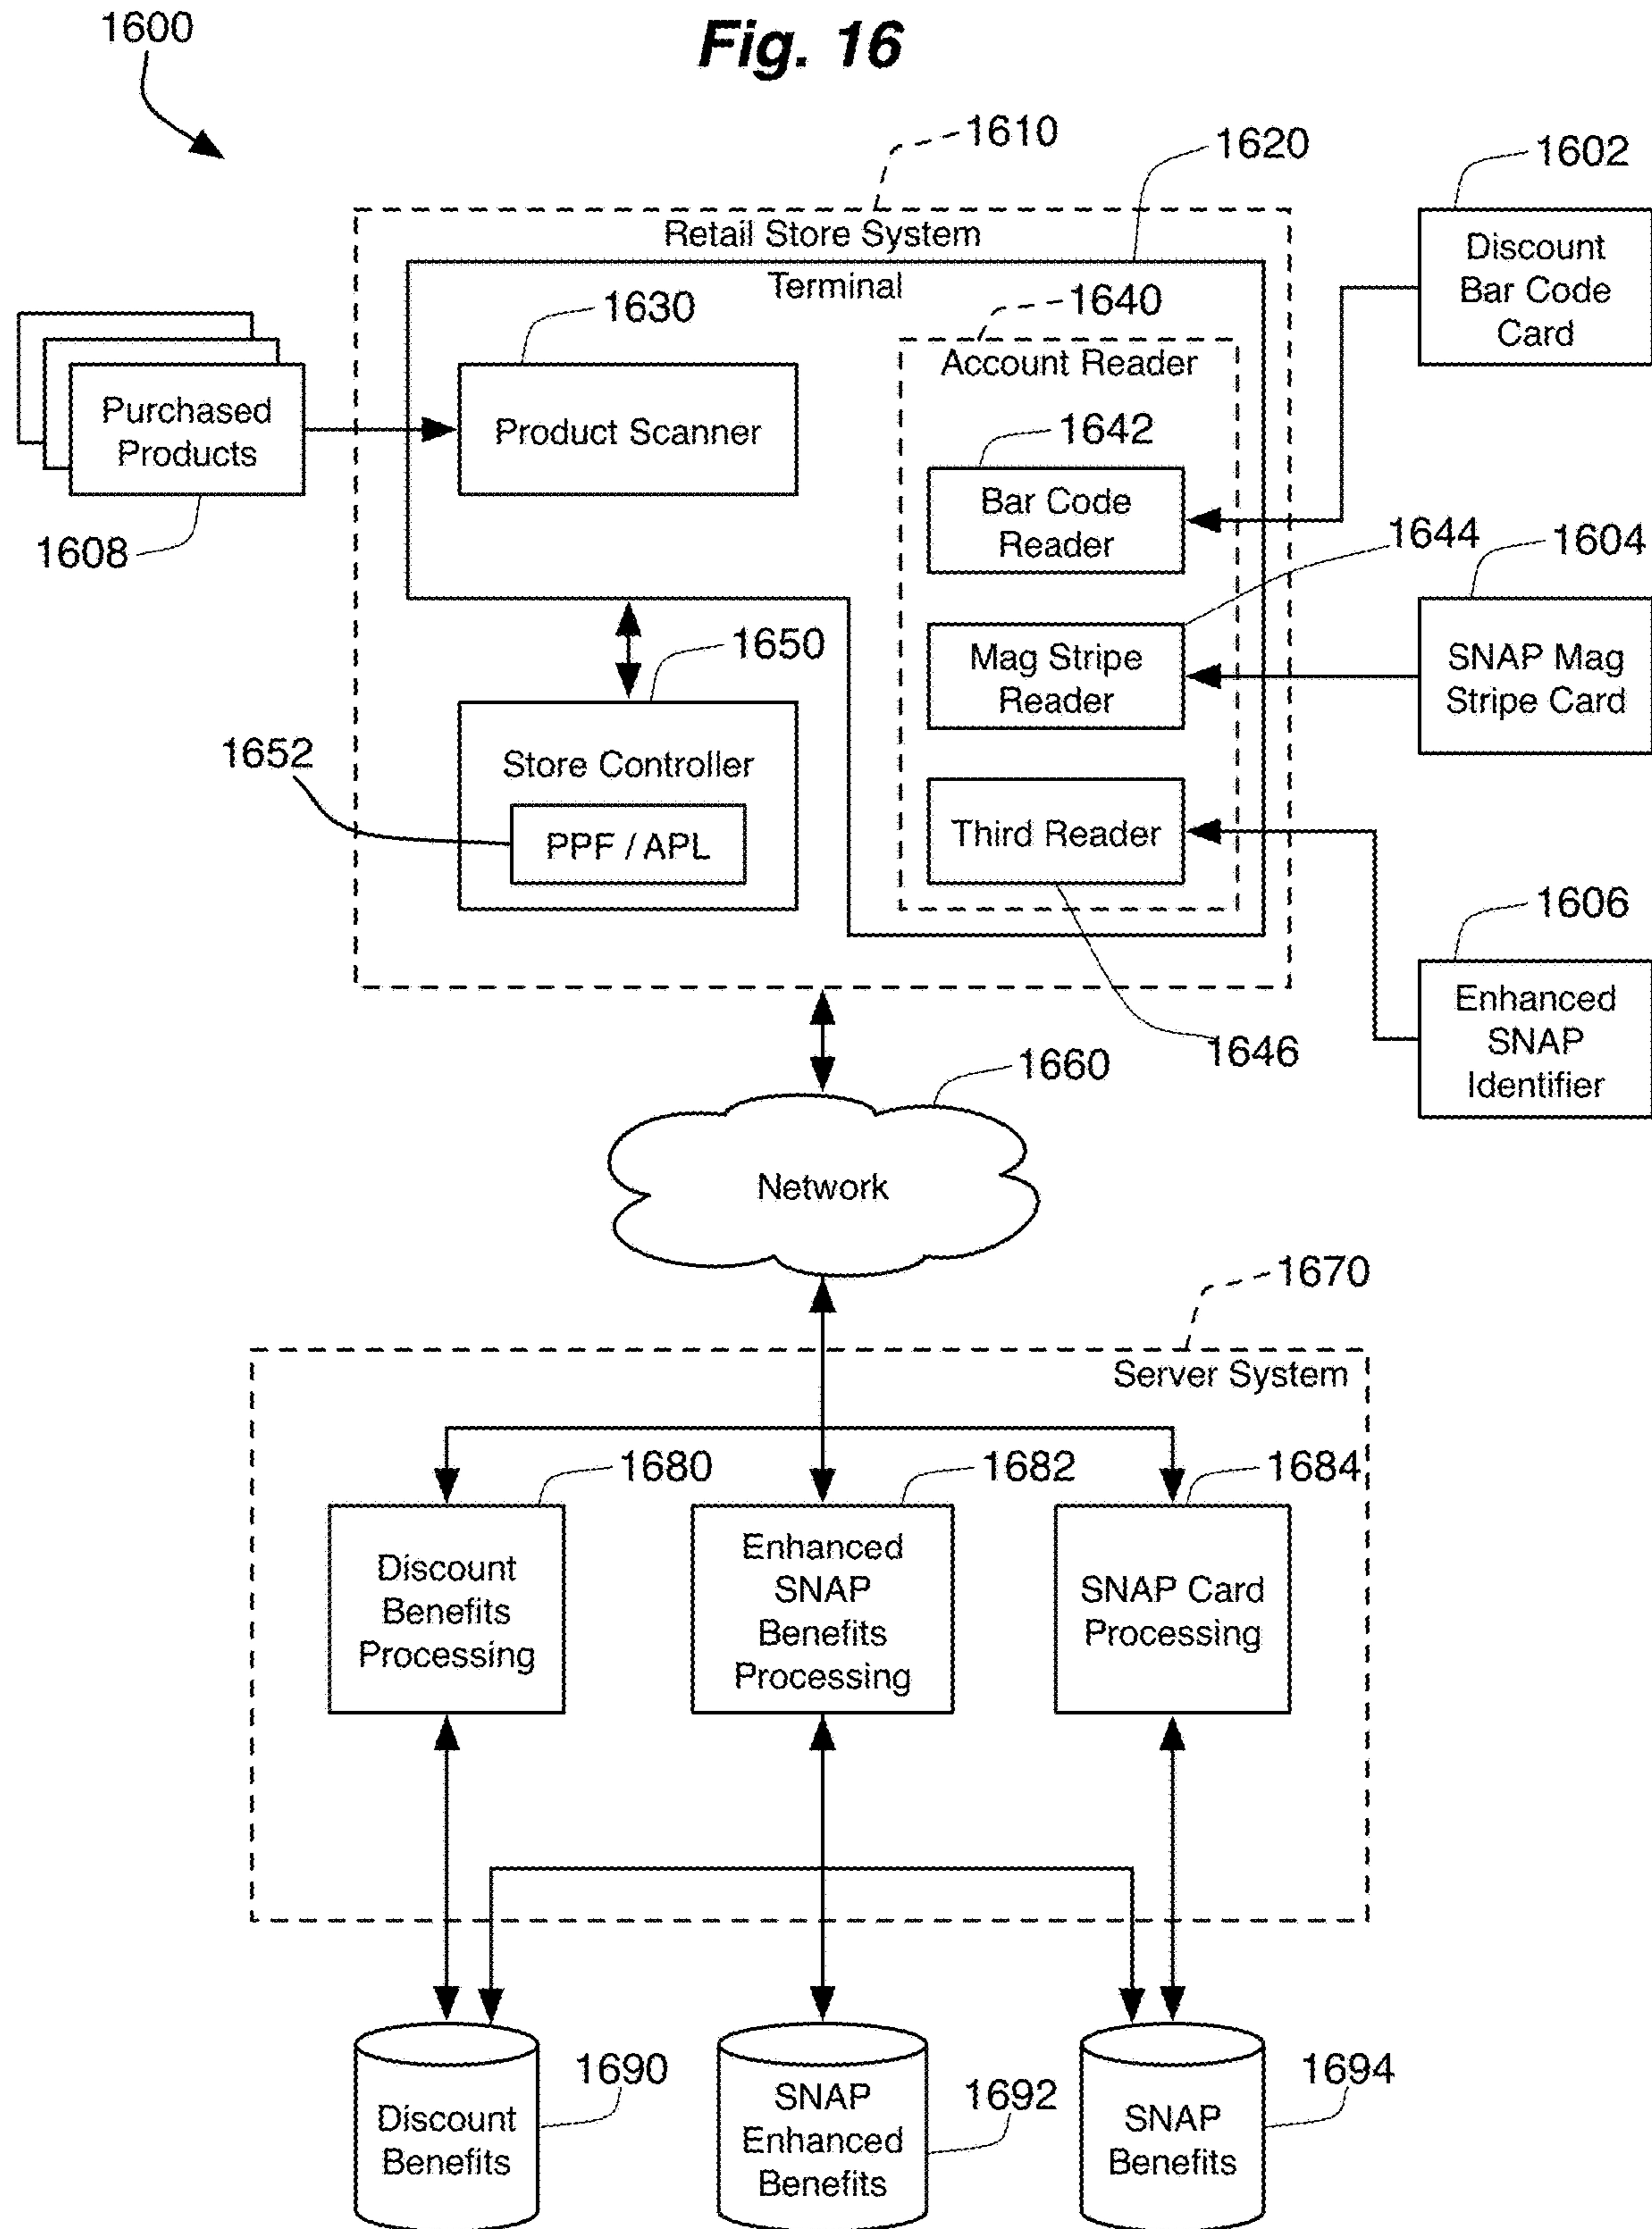 1600
Fig. 16
1610
1620
1602
Retail Store System
Terminal
Discount
Bar Code
Card
1630
1640
Account Reader
Purchased
Products
Product Scanner
1642
Bar Code
Reader
1608
1644
1604
Mag Stripe
Reader
SNAP Mag
Stripe Card
1650
1652
Store Controller
PPF / APL
Third Reader
1606
Enhanced
SNAP
Identifier
1646
1660
Network
1670
Server System
1680
1682
1684
Discount
Benefits
Processing
Enhanced
SNAP
Benefits
Processing
SNAP Card
Processing
1690
1692
1694
Discount
Benefits
SNAP
Enhanced
Benefits
SNAP
Benefits